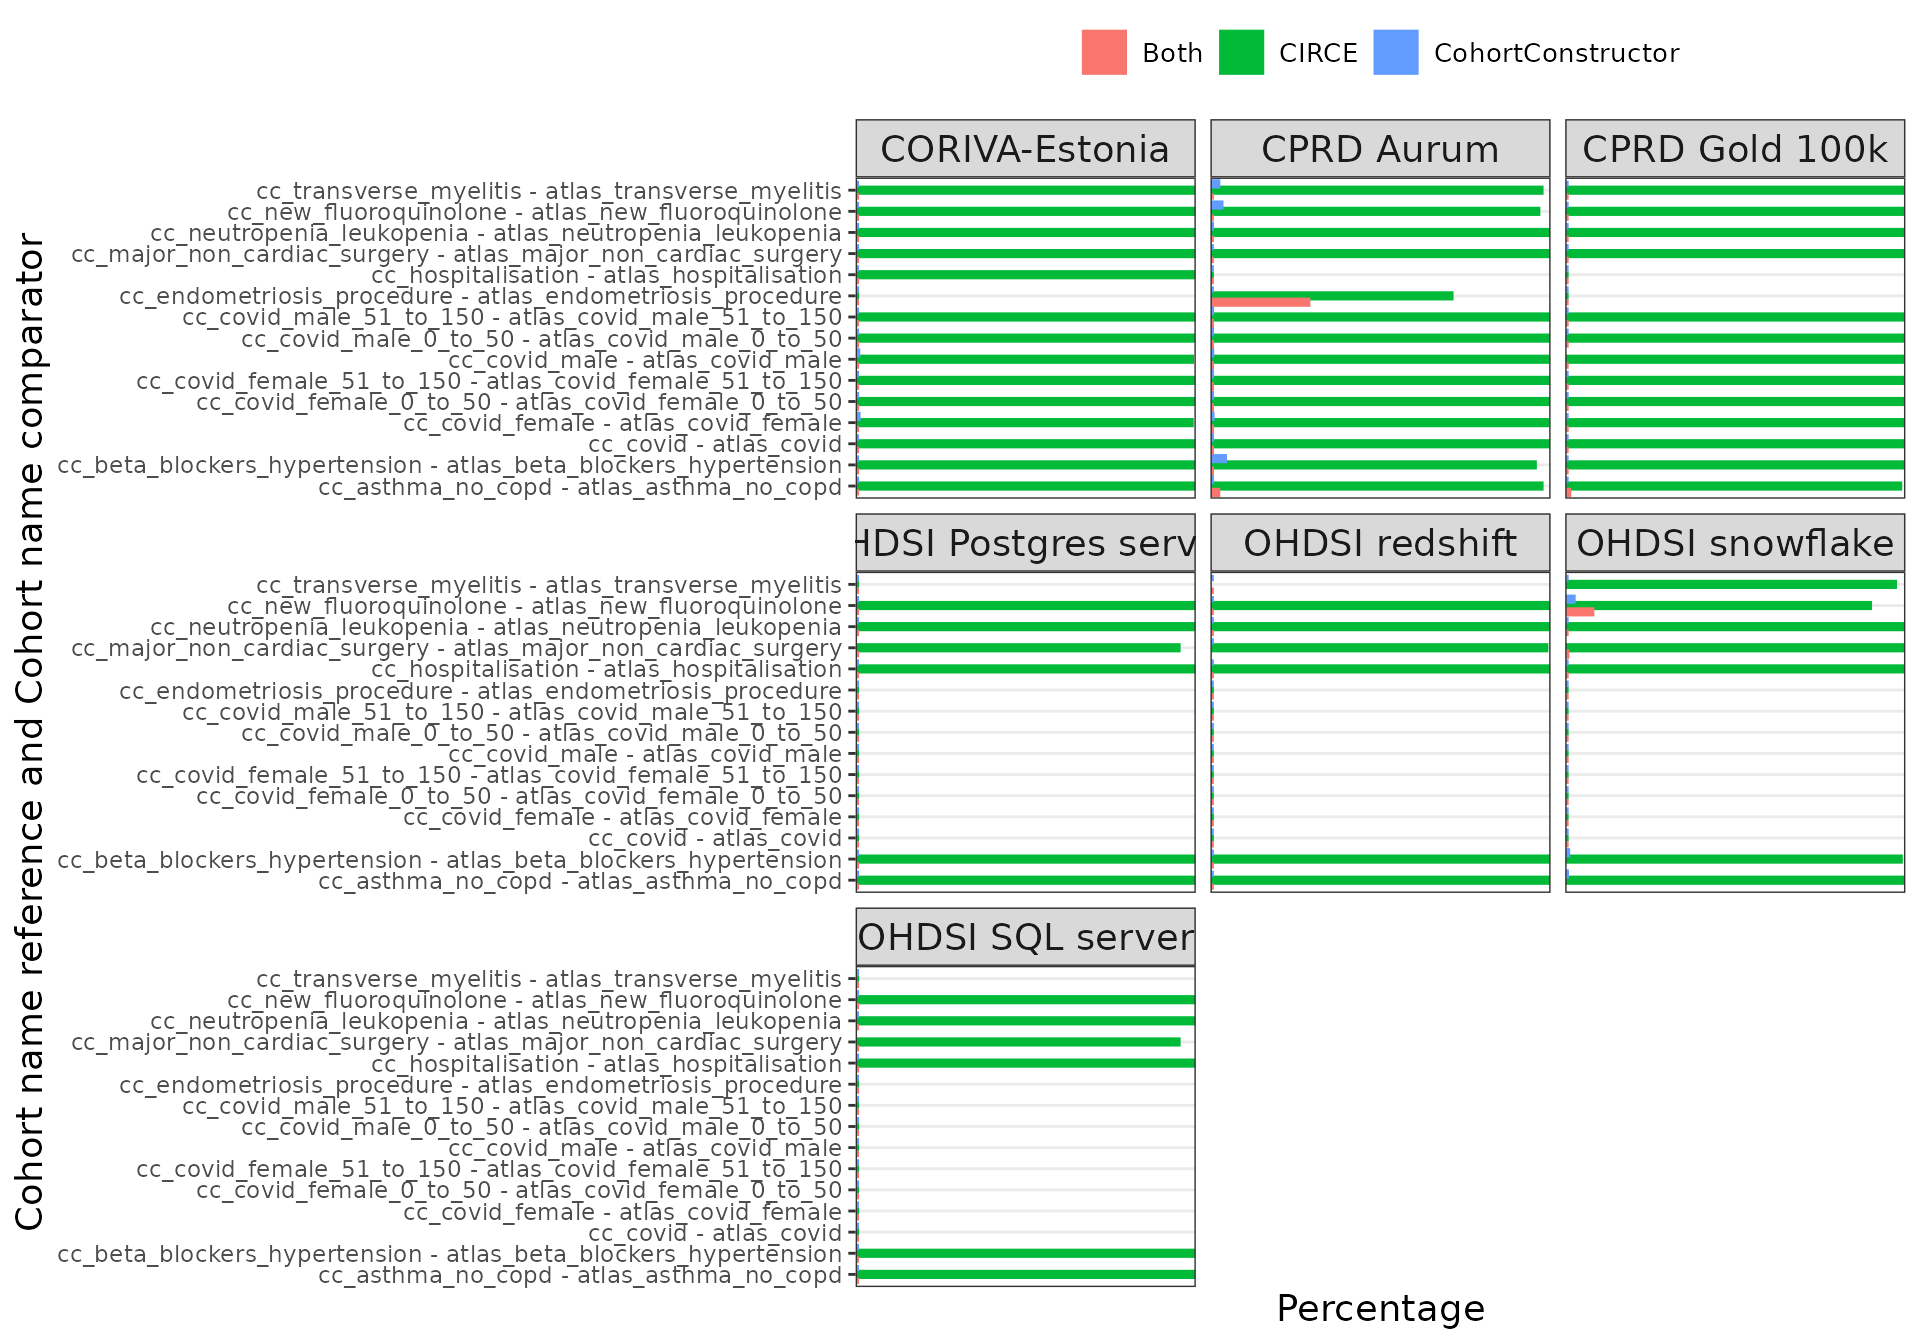 Both CIRCE CohortConstructor
Cohort name reference and Cohort name comparator
CORIVA-Estonia CPRD Aurum CPRD Gold 100k
cc_transverse_myelitis - atlas_transverse_myelitis
cc_new_fluoroquinolone - atlas_new_fluoroquinolone
cc_neutropenia_leukopenia - atlas_neutropenia_leukopenia
cc_major_non_cardiac_surgery - atlas_major_non_cardiac_surgery
cc_hospitalisation - atlas_hospitalisation
cc_endometriosis_procedure - atlas_endometriosis_procedure
cc_covid_male_51_to_150 - atlas_covid_male_51_to_150
cc_covid_male_0_to_50 - atlas_covid_male_0_to_50
cc_covid_male - atlas_covid_male
cc_covid_female_51_to_150 - atlas_covid_female_51_to_150
cc_covid_female_0_to_50 - atlas_covid_female_0_to_50
cc_covid_female - atlas_covid_female
cc_covid - atlas_covid
cc_beta_blockers_hypertension - atlas_beta_blockers_hypertension
cc_asthma_no_copd - atlas_asthma_no_copd
HDSI Postgres serv OHDSI redshift OHDSI snowflake
cc_transverse_myelitis - atlas_transverse_myelitis
cc_new_fluoroquinolone - atlas_new_fluoroquinolone
cc_neutropenia_leukopenia - atlas_neutropenia_leukopenia
cc_major_non_cardiac_surgery - atlas_major_non_cardiac_surgery
cc_hospitalisation - atlas_hospitalisation
cc_endometriosis_procedure - atlas_endometriosis_procedure
cc_covid_male_51_to_150 - atlas_covid_male_51_to_150
cc_covid_male_0_to_50 - atlas_covid_male_0_to_50
cc_covid_male - atlas_covid_male
cc_covid_female_51_to_150 - atlas_covid_female_51_to_150
cc_covid_female_0_to_50 - atlas_covid_female_0_to_50
cc_covid_female - atlas_covid_female
cc_covid - atlas_covid
cc_beta_blockers_hypertension - atlas_beta_blockers_hypertension
cc_asthma_no_copd - atlas_asthma_no_copd
OHDSI SQL server
cc_transverse_myelitis - atlas_transverse_myelitis
cc_new_fluoroquinolone - atlas_new_fluoroquinolone
cc_neutropenia_leukopenia - atlas_neutropenia_leukopenia
cc_major_non_cardiac_surgery - atlas_major_non_cardiac_surgery
cc_hospitalisation - atlas_hospitalisation
cc_endometriosis_procedure - atlas_endometriosis_procedure
cc_covid_male_51_to_150 - atlas_covid_male_51_to_150
cc_covid_male_0_to_50 - atlas_covid_male_0_to_50
cc_covid_male - atlas_covid_male
cc_covid_female_51_to_150 - atlas_covid_female_51_to_150
cc_covid_female_0_to_50 - atlas_covid_female_0_to_50
cc_covid_female - atlas_covid_female
cc_covid - atlas_covid
cc_beta_blockers_hypertension - atlas_beta_blockers_hypertension
cc_asthma_no_copd - atlas_asthma_no_copd
Percentage